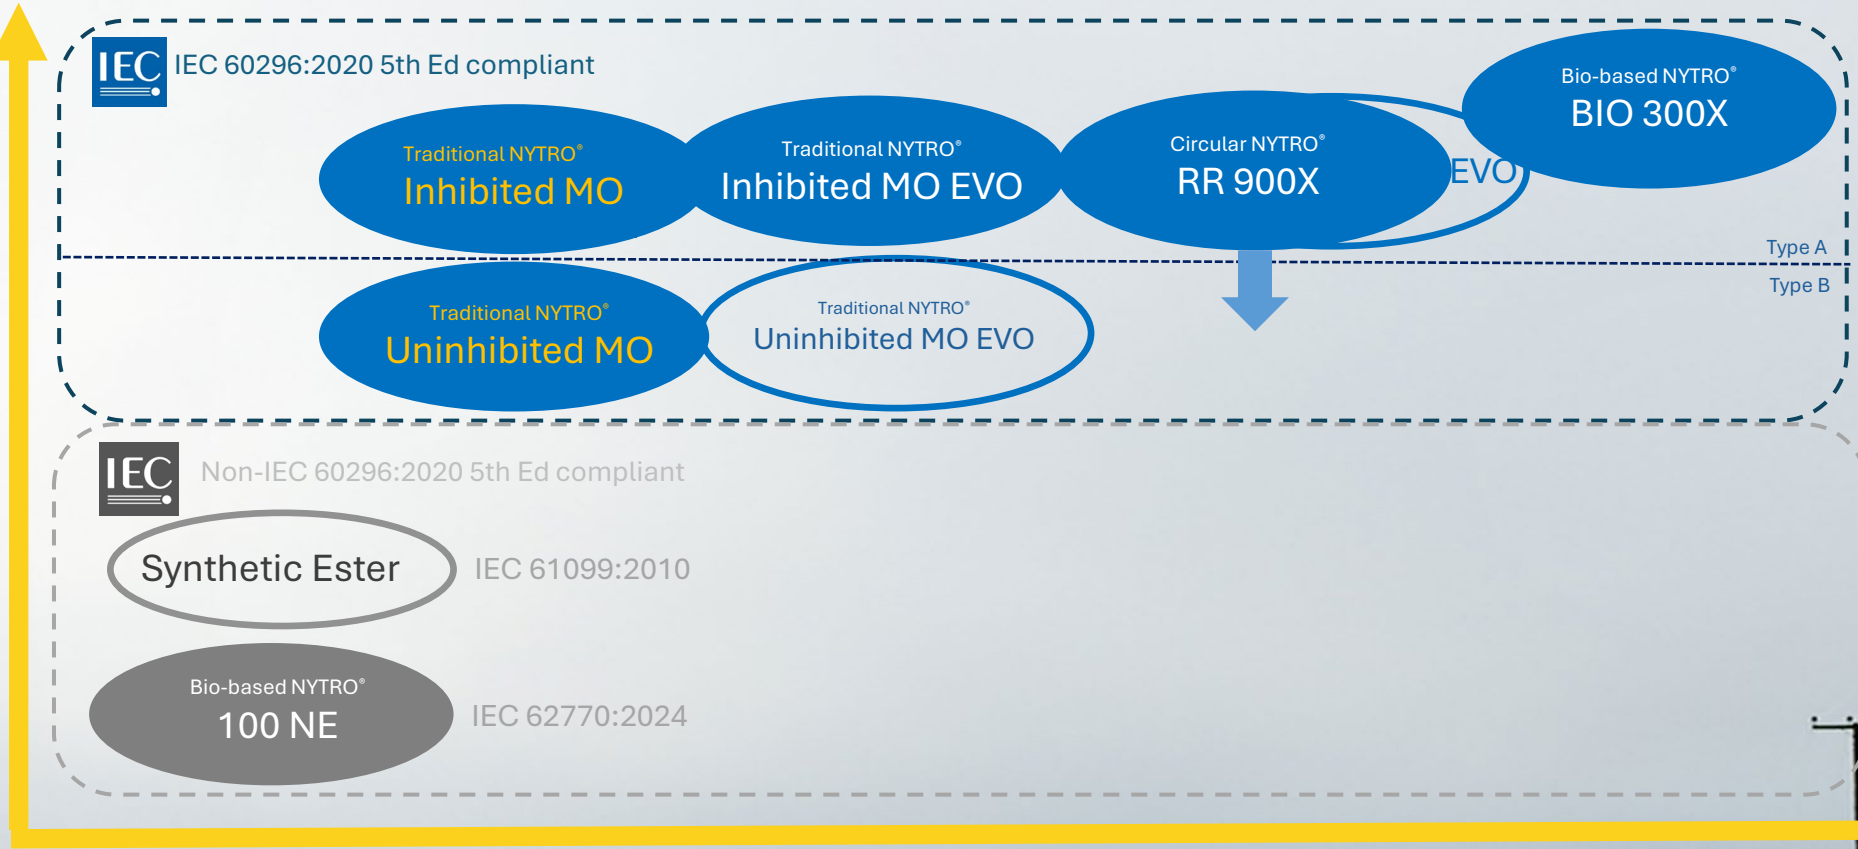 IEC
IEC 60296:2020 5th Ed compliant
Bio-based NYTRO®
BIO 300X
Traditional NYTRO®
Inhibited MO
Traditional NYTRO®
Inhibited MO EVO
Circular NYTRO®
RR 900X
EVO
Type A
Type B
Traditional NYTRO®
Uninhibited MO
Traditional NYTRO®
Uninhibited MO EVO
IEC
Non-IEC 60296:2020 5th Ed compliant
Synthetic Ester
IEC 61099:2010
Bio-based NYTRO®
100 NE
IEC 62770:2024